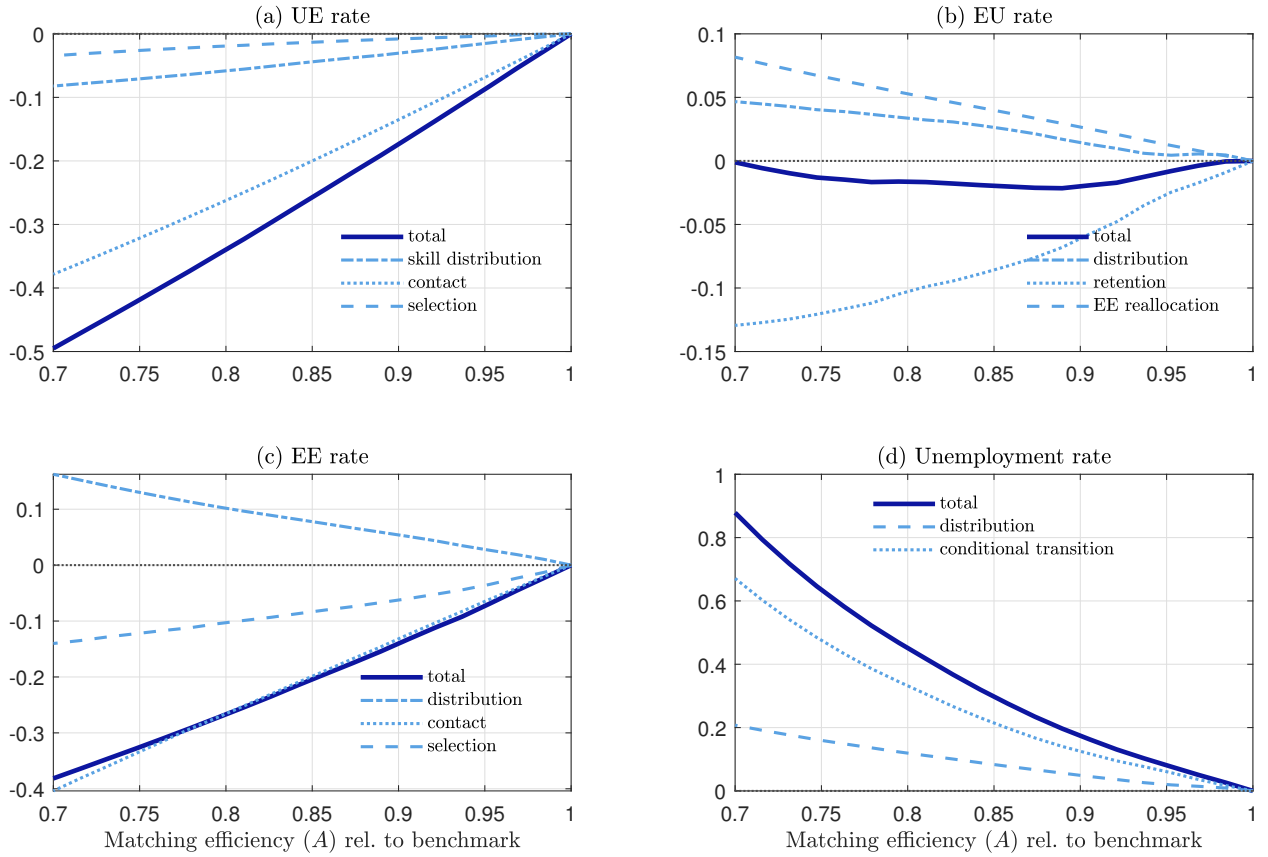 (a) UE rate
0
-0.1
-0.2
-0.3
-0.4
-0.5
total
skill distribution
contact
selection
0.7 0.75 0.8 0.85 0.9 0.95 1
(b) EU rate
0.1
0.05
0
-0.05
-0.1
-0.15
total
distribution
retention
EE reallocation
0.7 0.75 0.8 0.85 0.9 0.95 1
(c) EE rate
0.1
0
-0.1
-0.2
-0.3
-0.4
total
distribution
contact
selection
0.7 0.75 0.8 0.85 0.9 0.95 1
Matching efficiency (A) rel. to benchmark
(d) Unemployment rate
1
0.8
0.6
0.4
0.2
0
total
distribution
conditional transition
0.7 0.75 0.8 0.85 0.9 0.95 1
Matching efficiency (A) rel. to benchmark